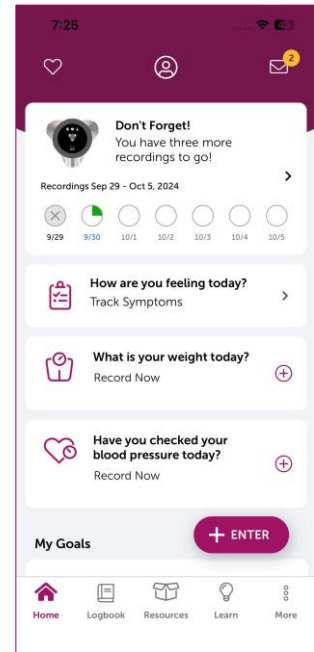 7:25
2
Don't Forget!
You have three more
recordings to go!
Recordings Sep 29 - Oct 5, 2024
9/29 9/30 10/1 10/2 10/3 10/4 10/5
How are you feeling today?
Track Symptoms
What is your weight today?
Record Now
Have you checked your
blood pressure today?
Record Now
+ ENTER
My Goals
Home Logbook Resources Learn More